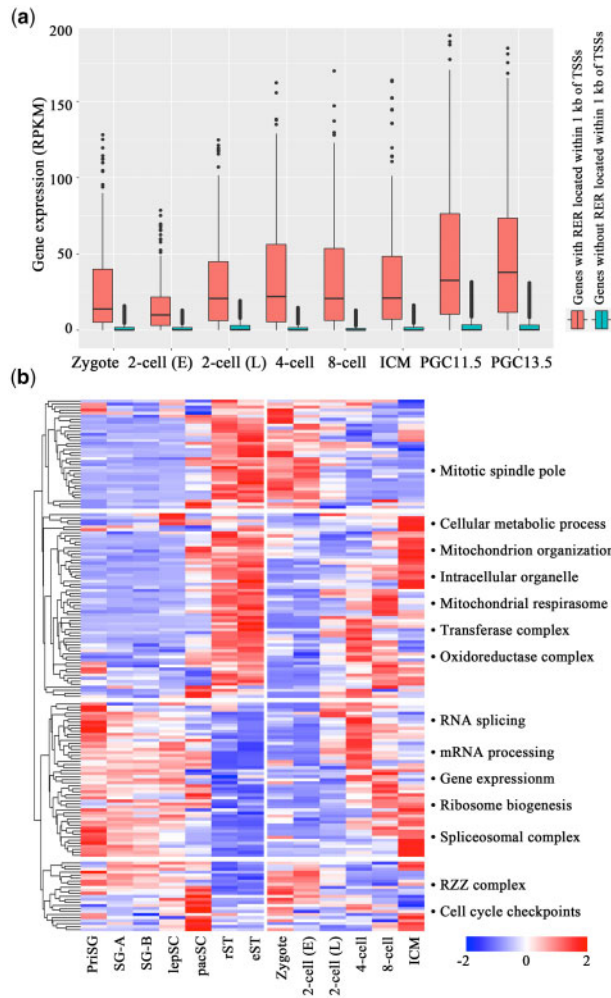 (a)
200
150
100
50
0
Gene expression (RPKM)
Zygote 2-cell (E) 2-cell (L) 4-cell 8-cell ICM PGC11.5 PGC13.5
Genes with RER located within 1 kb of TSSs
Genes without RER located within 1 kb of TSSs
(b)
• Mitotic spindle pole
• Cellular metabolic process
• Mitochondrion organization
• Intracellular organelle
• Mitochondrial respirasome
• Transferase complex
• Oxidoreductase complex
• RNA splicing
• mRNA processing
• Gene expressionm
• Ribosome biogenesis
• Spliceosomal complex
• RZZ complex
• Cell cycle checkpoints
PriSG SG-A SG-B lepSC pacSC rST eST Zygote 2-cell (E) 2-cell (L) 4-cell 8-cell ICM
-2 0 2